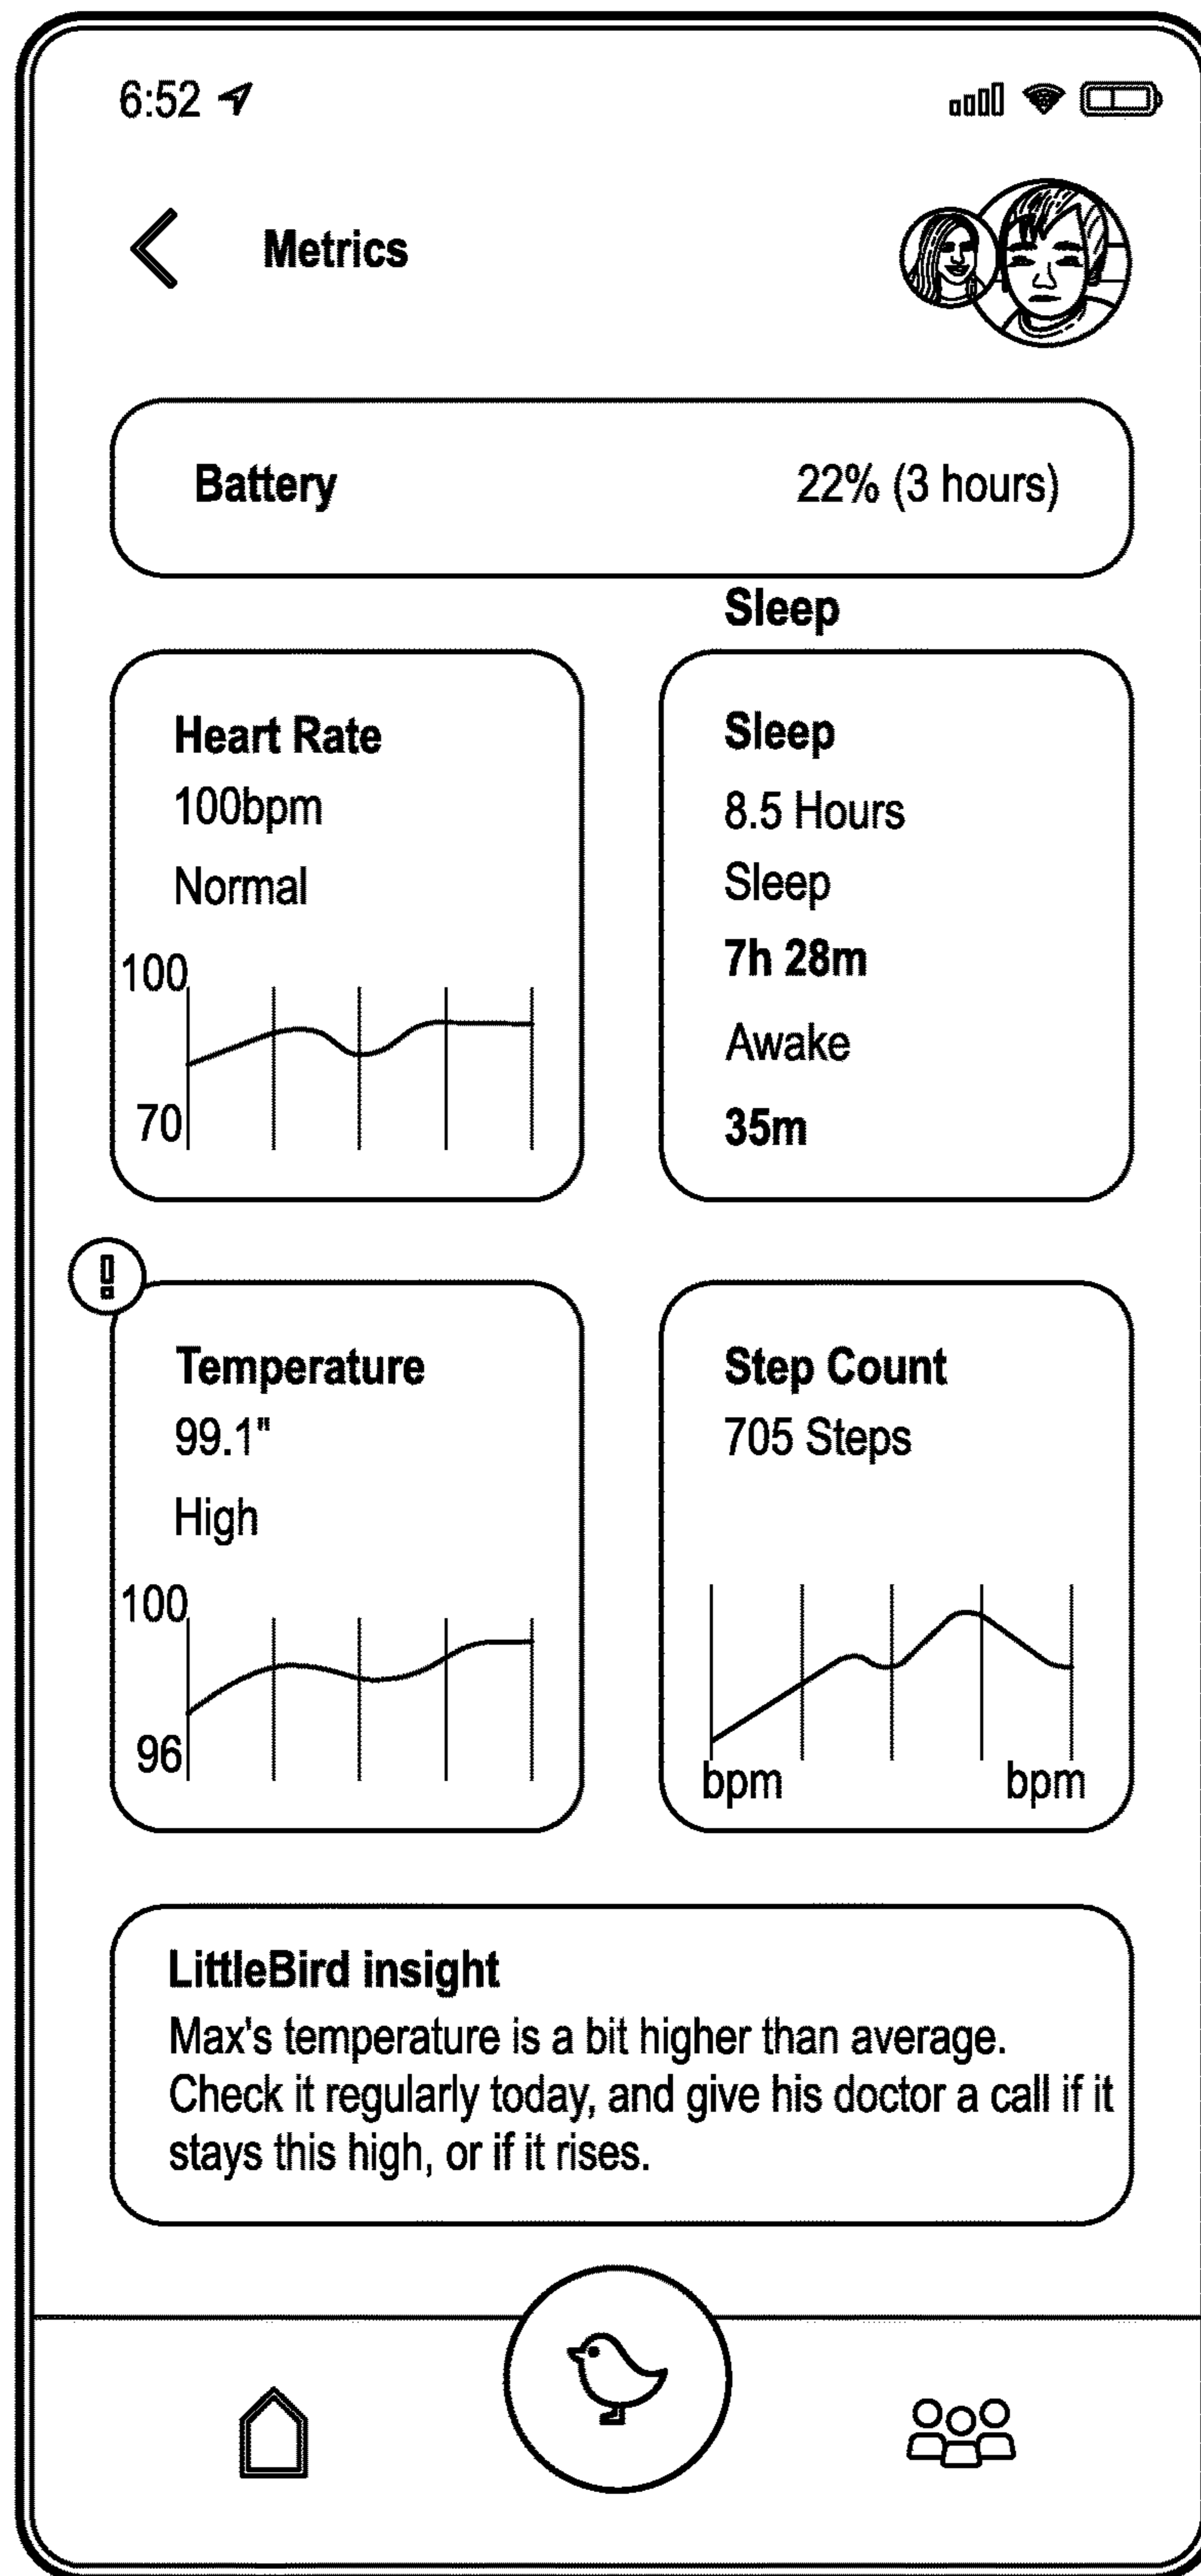 6:52
Metrics
Battery 22% (3 hours)
Sleep
Heart Rate
100bpm
Normal
100
70
Sleep
8.5 Hours
Sleep
7h 28m
Awake
35m
!
Temperature
99.1"
High
100
96
Step Count
705 Steps
bpm bpm
LittleBird insight
Max's temperature is a bit higher than average.
Check it regularly today, and give his doctor a call if it
stays this high, or if it rises.